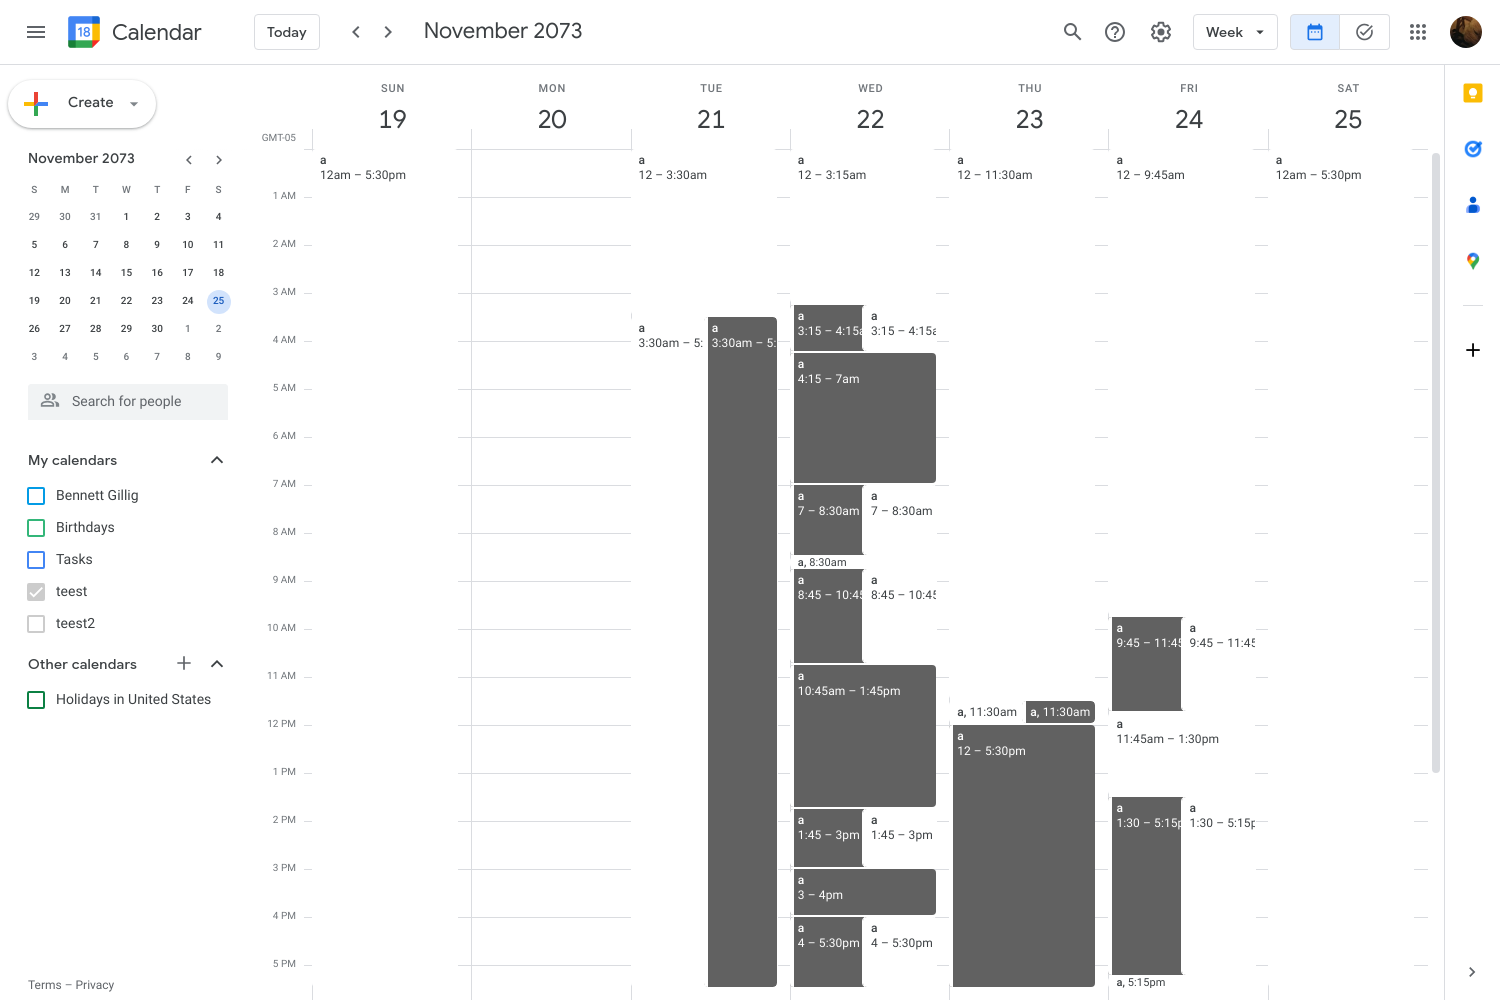 18
Calendar
Today
November 2073
Week
Create
GMT-05
SUN
19
MON
20
TUE
21
WED
22
THU
23
FRI
24
SAT
25
November 2073
S M T W T F S
29 30 31 1 2 3 4
5 6 7 8 9 10 11
12 13 14 15 16 17 18
19 20 21 22 23 24 25
26 27 28 29 30 1 2
3 4 5 6 7 8 9
Search for people
My calendars
Bennett Gillig
Birthdays
Tasks
teest
teest2
Other calendars
Holidays in United States
Terms – Privacy
1 AM
2 AM
3 AM
4 AM
5 AM
6 AM
7 AM
8 AM
9 AM
10 AM
11 AM
12 PM
1 PM
2 PM
3 PM
4 PM
5 PM
a
12am – 5:30pm
a
12 – 3:30am
a
3:30am – 5:
a
3:30am – 5:
a
12 – 3:15am
a
3:15 – 4:15a
a
3:15 – 4:15a
a
4:15 – 7am
a
7 – 8:30am
a
7 – 8:30am
a, 8:30am
a
8:45 – 10:45
a
8:45 – 10:45
a
10:45am – 1:45pm
a
1:45 – 3pm
a
1:45 – 3pm
a
3 – 4pm
a
4 – 5:30pm
a
4 – 5:30pm
a
12 – 11:30am
a, 11:30am
a, 11:30am
a
12 – 5:30pm
a
12 – 9:45am
a
9:45 – 11:45
a
9:45 – 11:45
a
11:45am – 1:30pm
a
1:30 – 5:15p
a
1:30 – 5:15p
a, 5:15pm
a
12am – 5:30pm